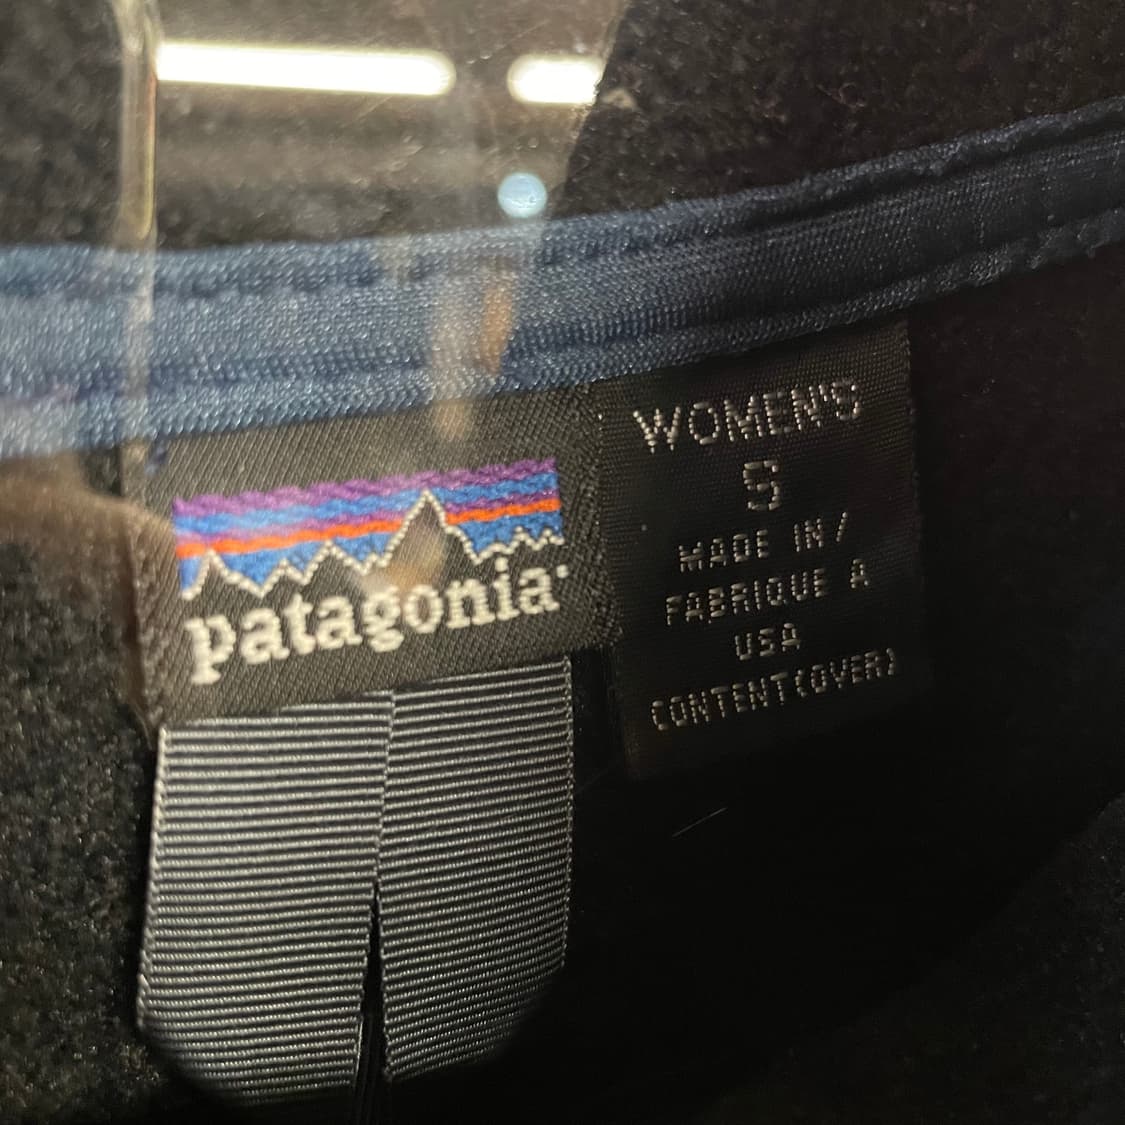 patagonia
WOMEN'S
S
MADE IN/
FABRIQUE A
USA
CONTENT(OVER)